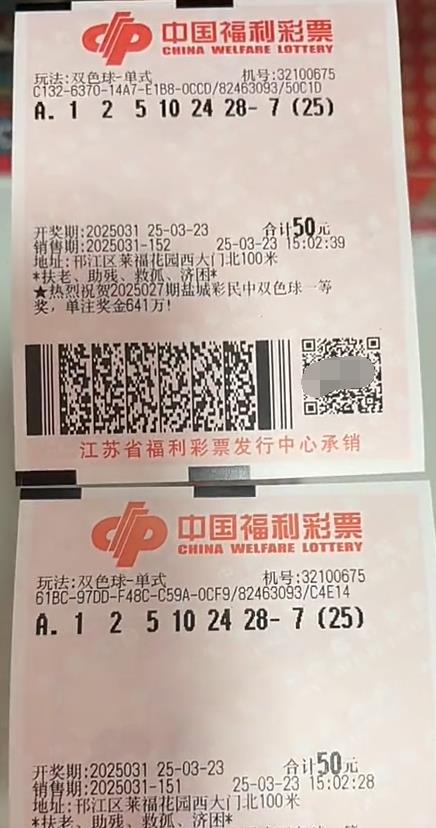 中国福利彩票
CHINA WELFARE LOTTERY
玩法:双色球-单式 机号:32100675
C132-6370-14A7-E1B8-0CCD/82463093/50C1D
A. 1 2 5 10 24 28- 7 (25)
开奖期:2025031 25-03-23 合计50元
销售期:2025031-152 25-03-23 15:02:39
地址:邗江区莱福花园西大门北100米
*扶老、助残、救孤、济困*
★热烈祝贺2025027期盐城彩民中双色球一等
奖，单注奖金641万!
江苏省福利彩票发行中心承销
中国福利彩票
CHINA WELFARE LOTTERY
玩法:双色球-单式 机号:32100675
61BC-97DD-F48C-C59A-0CF9/82463093/C4E14
A. 1 2 5 10 24 28- 7 (25)
开奖期:2025031 25-03-23 合计50元
销售期:2025031-151 25-03-23 15:02:28
地址:邗江区莱福花园西大门北100米
*扶老、助残、救孤、济困*